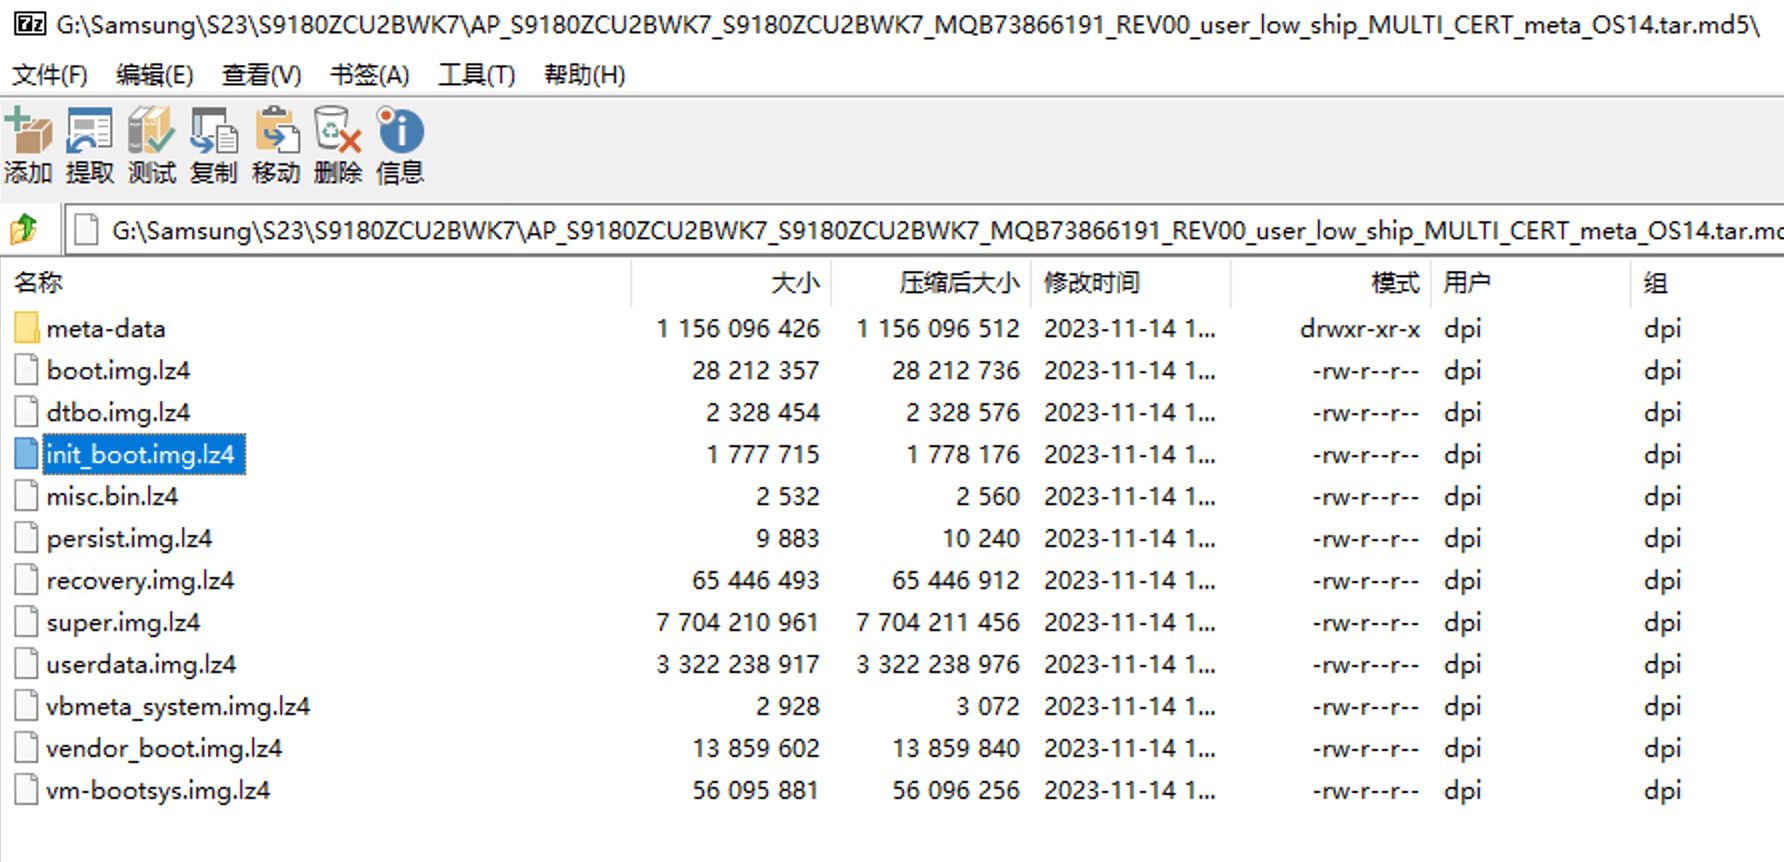 7z G:\Samsung\S23\S9180ZCU2BWK7\AP_S9180ZCU2BWK7_S9180ZCU2BWK7_MQB73866191_REV00_user_low_ship_MULTI_CERT_meta_OS14.tar.md5\
文件(F) 编辑(E) 查看(V) 书签(A) 工具(T) 帮助(H)
添加 提取 测试 复制 移动 删除 信息
G:\Samsung\S23\S9180ZCU2BWK7\AP_S9180ZCU2BWK7_S9180ZCU2BWK7_MQB73866191_REV00_user_low_ship_MULTI_CERT_meta_OS14.tar.md
名称 大小 压缩后大小 修改时间 模式 用户 组
meta-data 1 156 096 426 1 156 096 512 2023-11-14 1... drwxr-xr-x dpi dpi
boot.img.lz4 28 212 357 28 212 736 2023-11-14 1... -rw-r--r-- dpi dpi
dtbo.img.lz4 2 328 454 2 328 576 2023-11-14 1... -rw-r--r-- dpi dpi
init_boot.img.lz4 1 777 715 1 778 176 2023-11-14 1... -rw-r--r-- dpi dpi
misc.bin.lz4 2 532 2 560 2023-11-14 1... -rw-r--r-- dpi dpi
persist.img.lz4 9 883 10 240 2023-11-14 1... -rw-r--r-- dpi dpi
recovery.img.lz4 65 446 493 65 446 912 2023-11-14 1... -rw-r--r-- dpi dpi
super.img.lz4 7 704 210 961 7 704 211 456 2023-11-14 1... -rw-r--r-- dpi dpi
userdata.img.lz4 3 322 238 917 3 322 238 976 2023-11-14 1... -rw-r--r-- dpi dpi
vbmeta_system.img.lz4 2 928 3 072 2023-11-14 1... -rw-r--r-- dpi dpi
vendor_boot.img.lz4 13 859 602 13 859 840 2023-11-14 1... -rw-r--r-- dpi dpi
vm-bootsys.img.lz4 56 095 881 56 096 256 2023-11-14 1... -rw-r--r-- dpi dpi